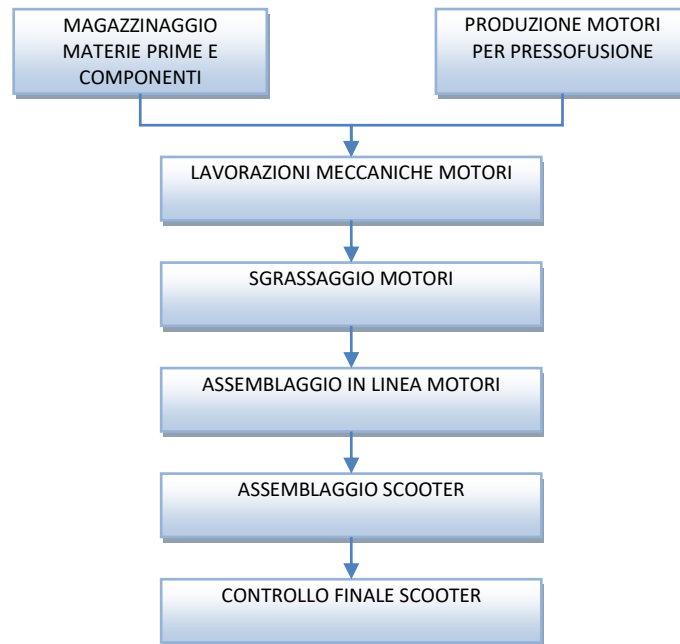 MAGAZZINAGGIO
MATERIE PRIME E
COMPONENTI
PRODUZIONE MOTORI
PER PRESSOFUSIONE
LAVORAZIONI MECCANICHE MOTORI
SGRASSAGGIO MOTORI
ASSEMBLAGGIO IN LINEA MOTORI
ASSEMBLAGGIO SCOOTER
CONTROLLO FINALE SCOOTER